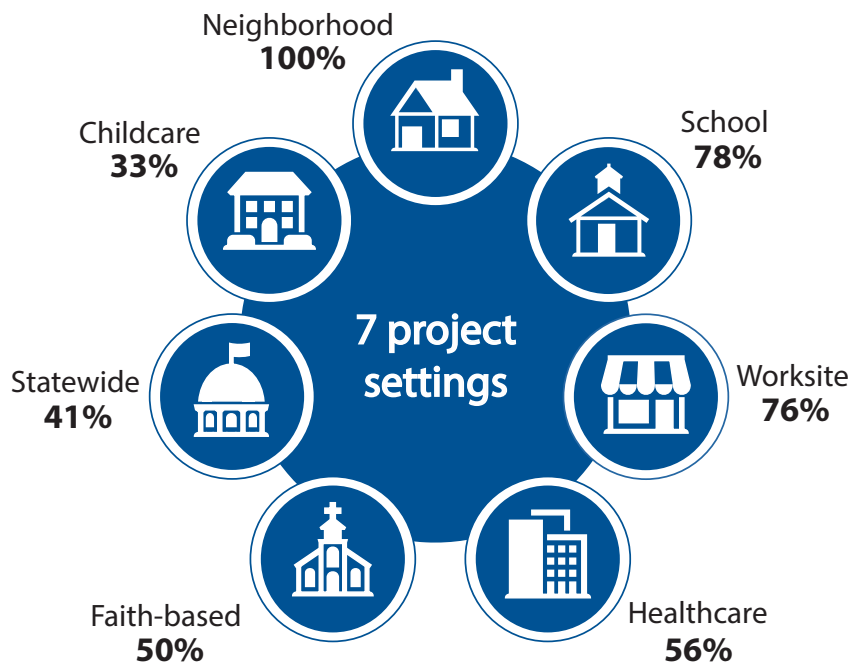 Neighborhood
100%
School
78%
Worksite
76%
Healthcare
56%
Faith-based
50%
Statewide
41%
Childcare
33%
7 project
settings